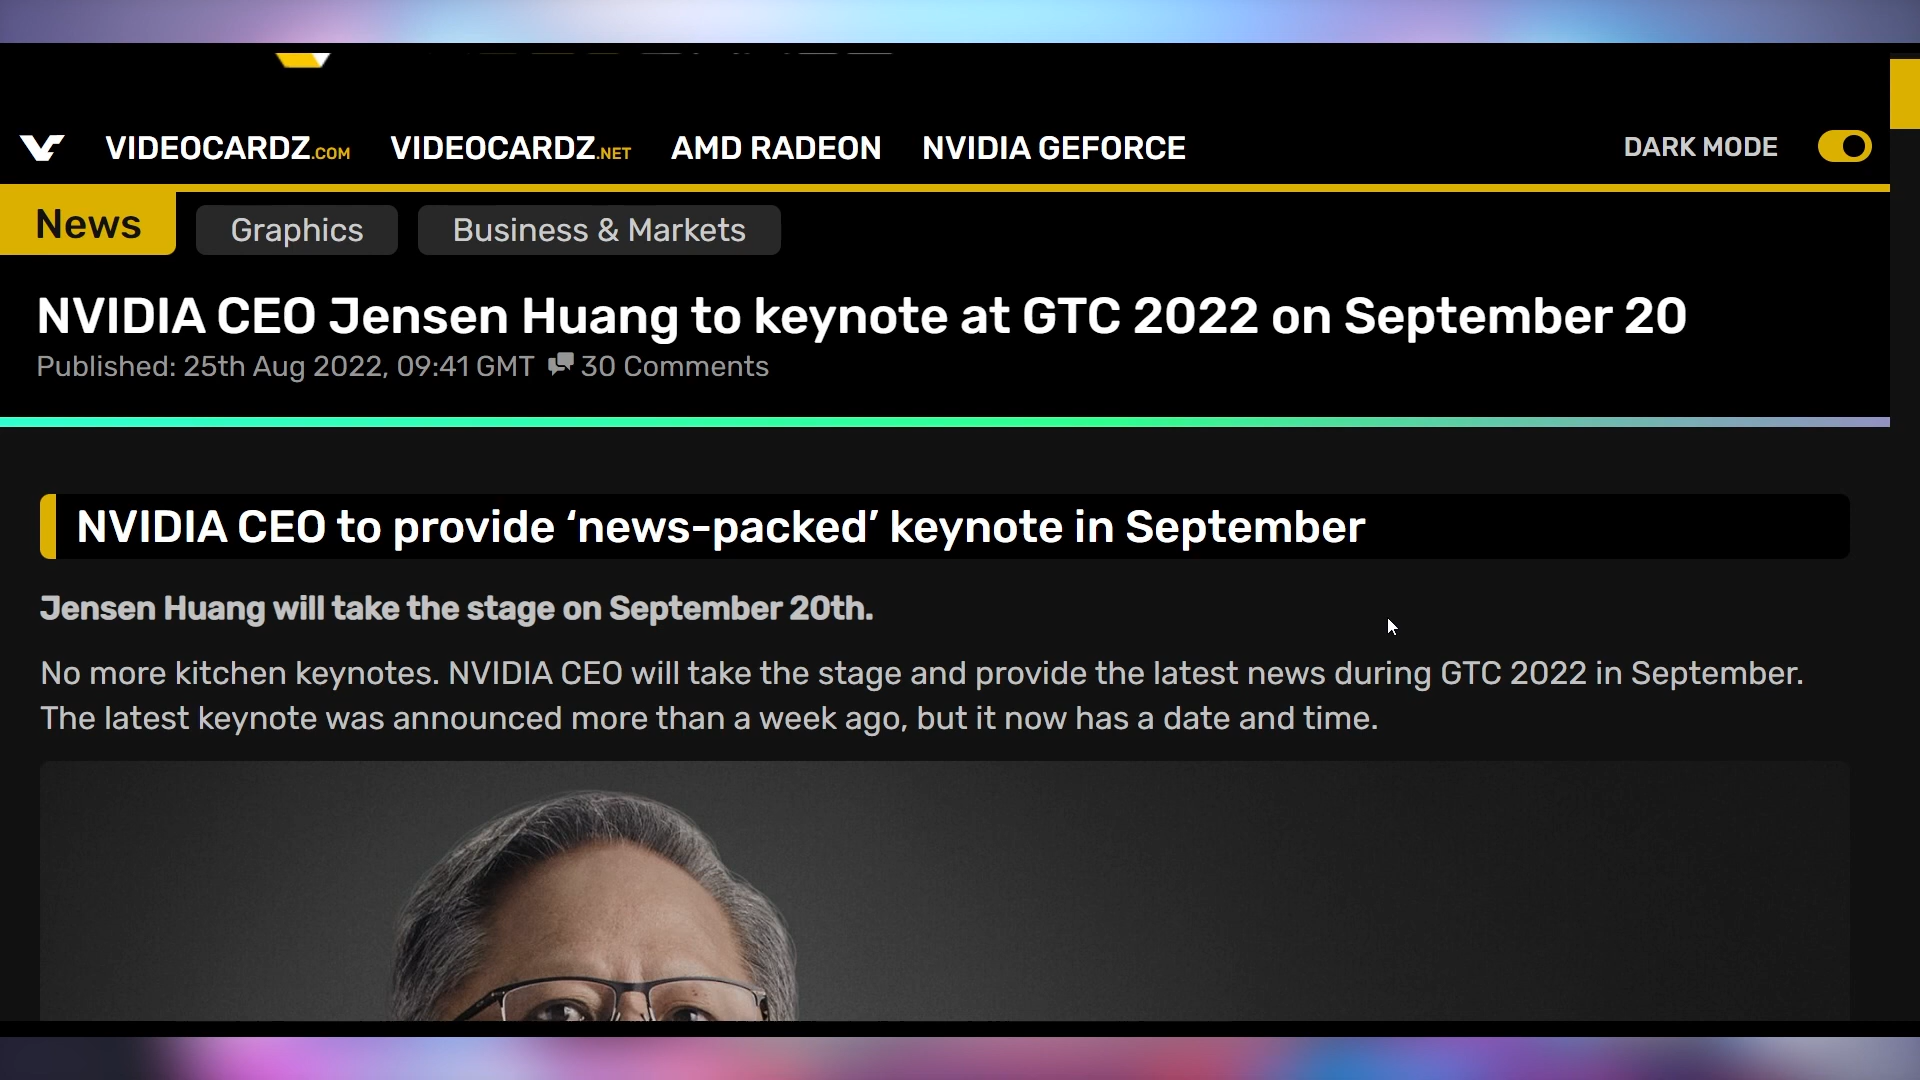 VIDEOCARDZ.COM VIDEOCARDZ.NET AMD RADEON NVIDIA GEFORCE DARK MODE
News Graphics Business & Markets
NVIDIA CEO Jensen Huang to keynote at GTC 2022 on September 20
Published: 25th Aug 2022, 09:41 GMT 30 Comments
NVIDIA CEO to provide ‘news-packed’ keynote in September
Jensen Huang will take the stage on September 20th.
No more kitchen keynotes. NVIDIA CEO will take the stage and provide the latest news during GTC 2022 in September.
The latest keynote was announced more than a week ago, but it now has a date and time.